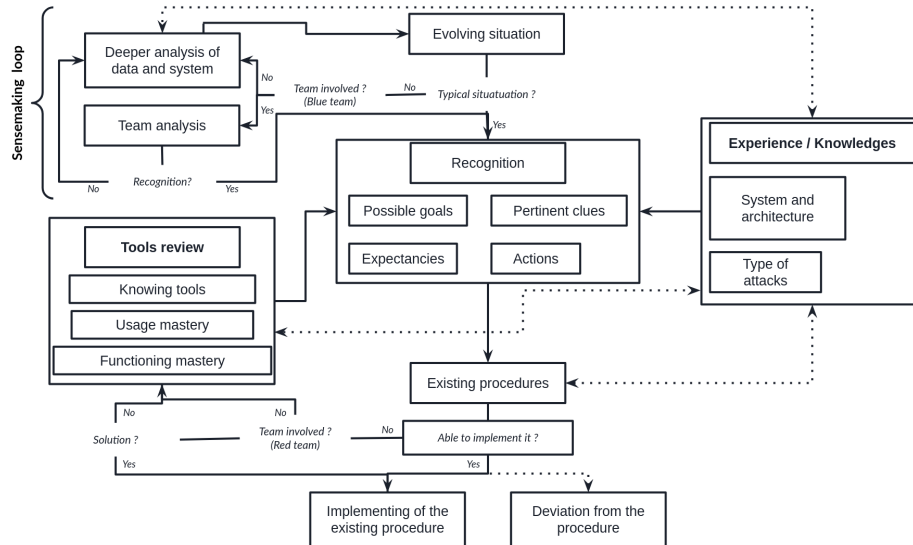 Sensemaking loop
Deeper analysis of
data and system
Evolving situation
No
Team involved ?
(Blue team)
No
Typical situatuation ?
Yes
Team analysis
Yes
No
Recognition?
Yes
Recognition
Possible goals
Pertinent clues
Expectancies
Actions
Experience / Knowledges
System and
architecture
Type of
attacks
Tools review
Knowing tools
Usage mastery
Functioning mastery
Existing procedures
No
No
Solution ?
Team involved ?
(Red team)
No
Able to implement it ?
Yes
Yes
Implementing of the
existing procedure
Deviation from the
procedure